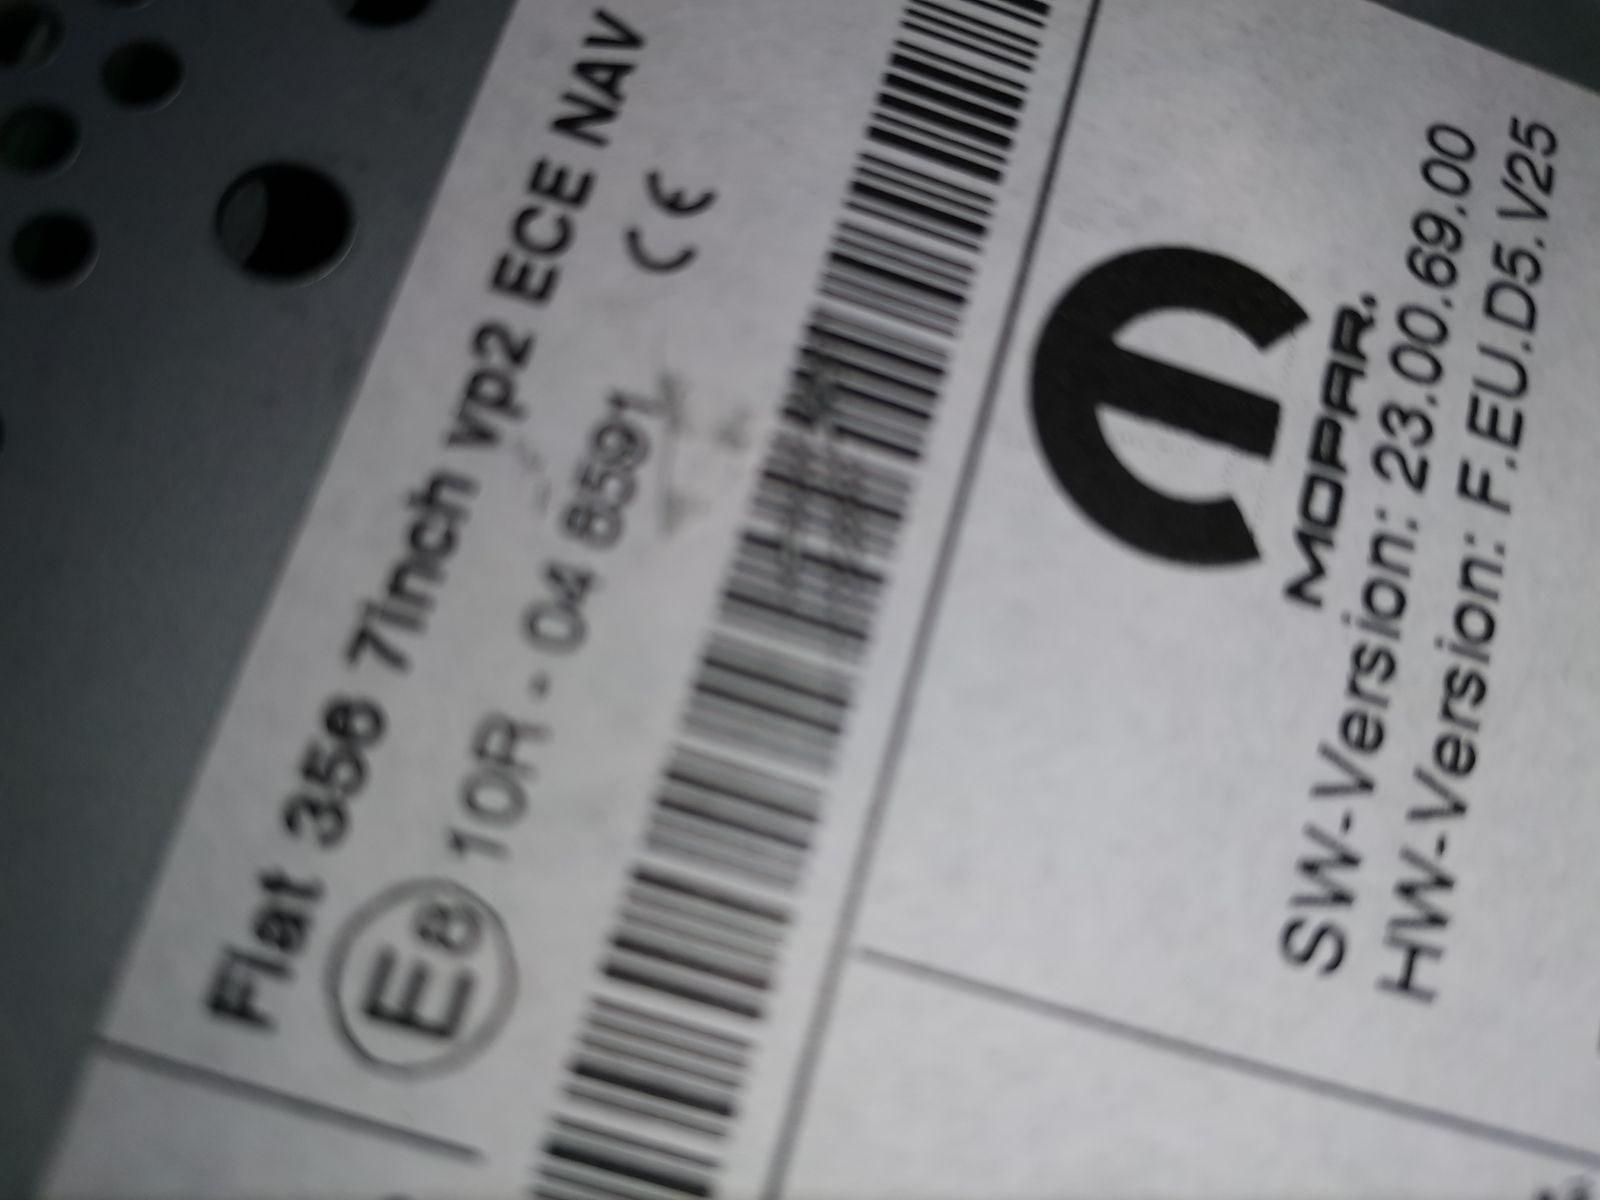 Fiat 356 7inch vp2 ECE NAV
E8 10R - 04 8591 CE
MOPAR.
SW-Version: 23.00.69.00
HW-Version: F.EU.D5.V25